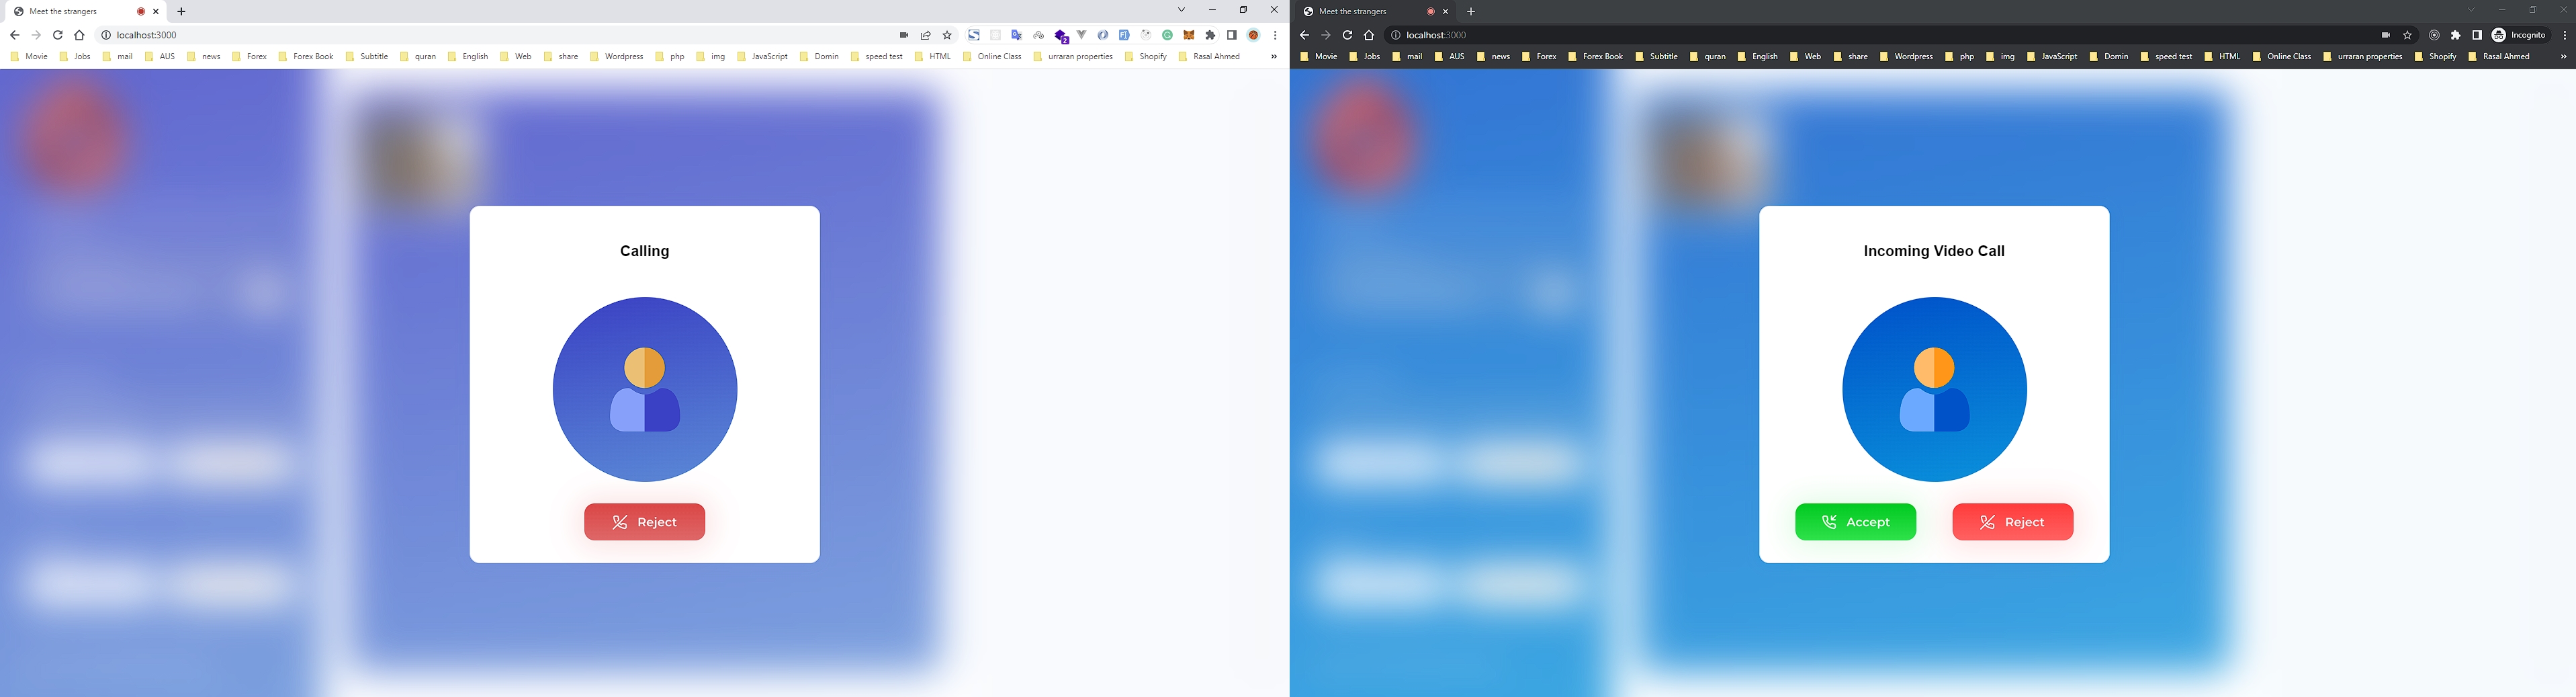 Meet the strangers
localhost:3000
Movie Jobs mail AUS news Forex Forex Book Subtitle quran English Web share Wordpress php img JavaScript Domin speed test HTML Online Class urraran properties Shopify Rasal Ahmed »
Calling
Reject
Meet the strangers
localhost:3000 Incognito
Movie Jobs mail AUS news Forex Forex Book Subtitle quran English Web share Wordpress php img JavaScript Domin speed test HTML Online Class urraran properties Shopify Rasal Ahmed »
Incoming Video Call
Accept Reject